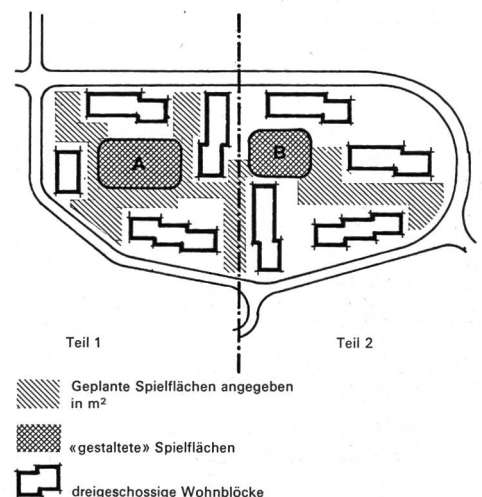 A
B
Teil 1
Teil 2
Geplante Spielflächen angegeben
in m²
«gestaltete» Spielflächen
dreigeschossige Wohnblöcke